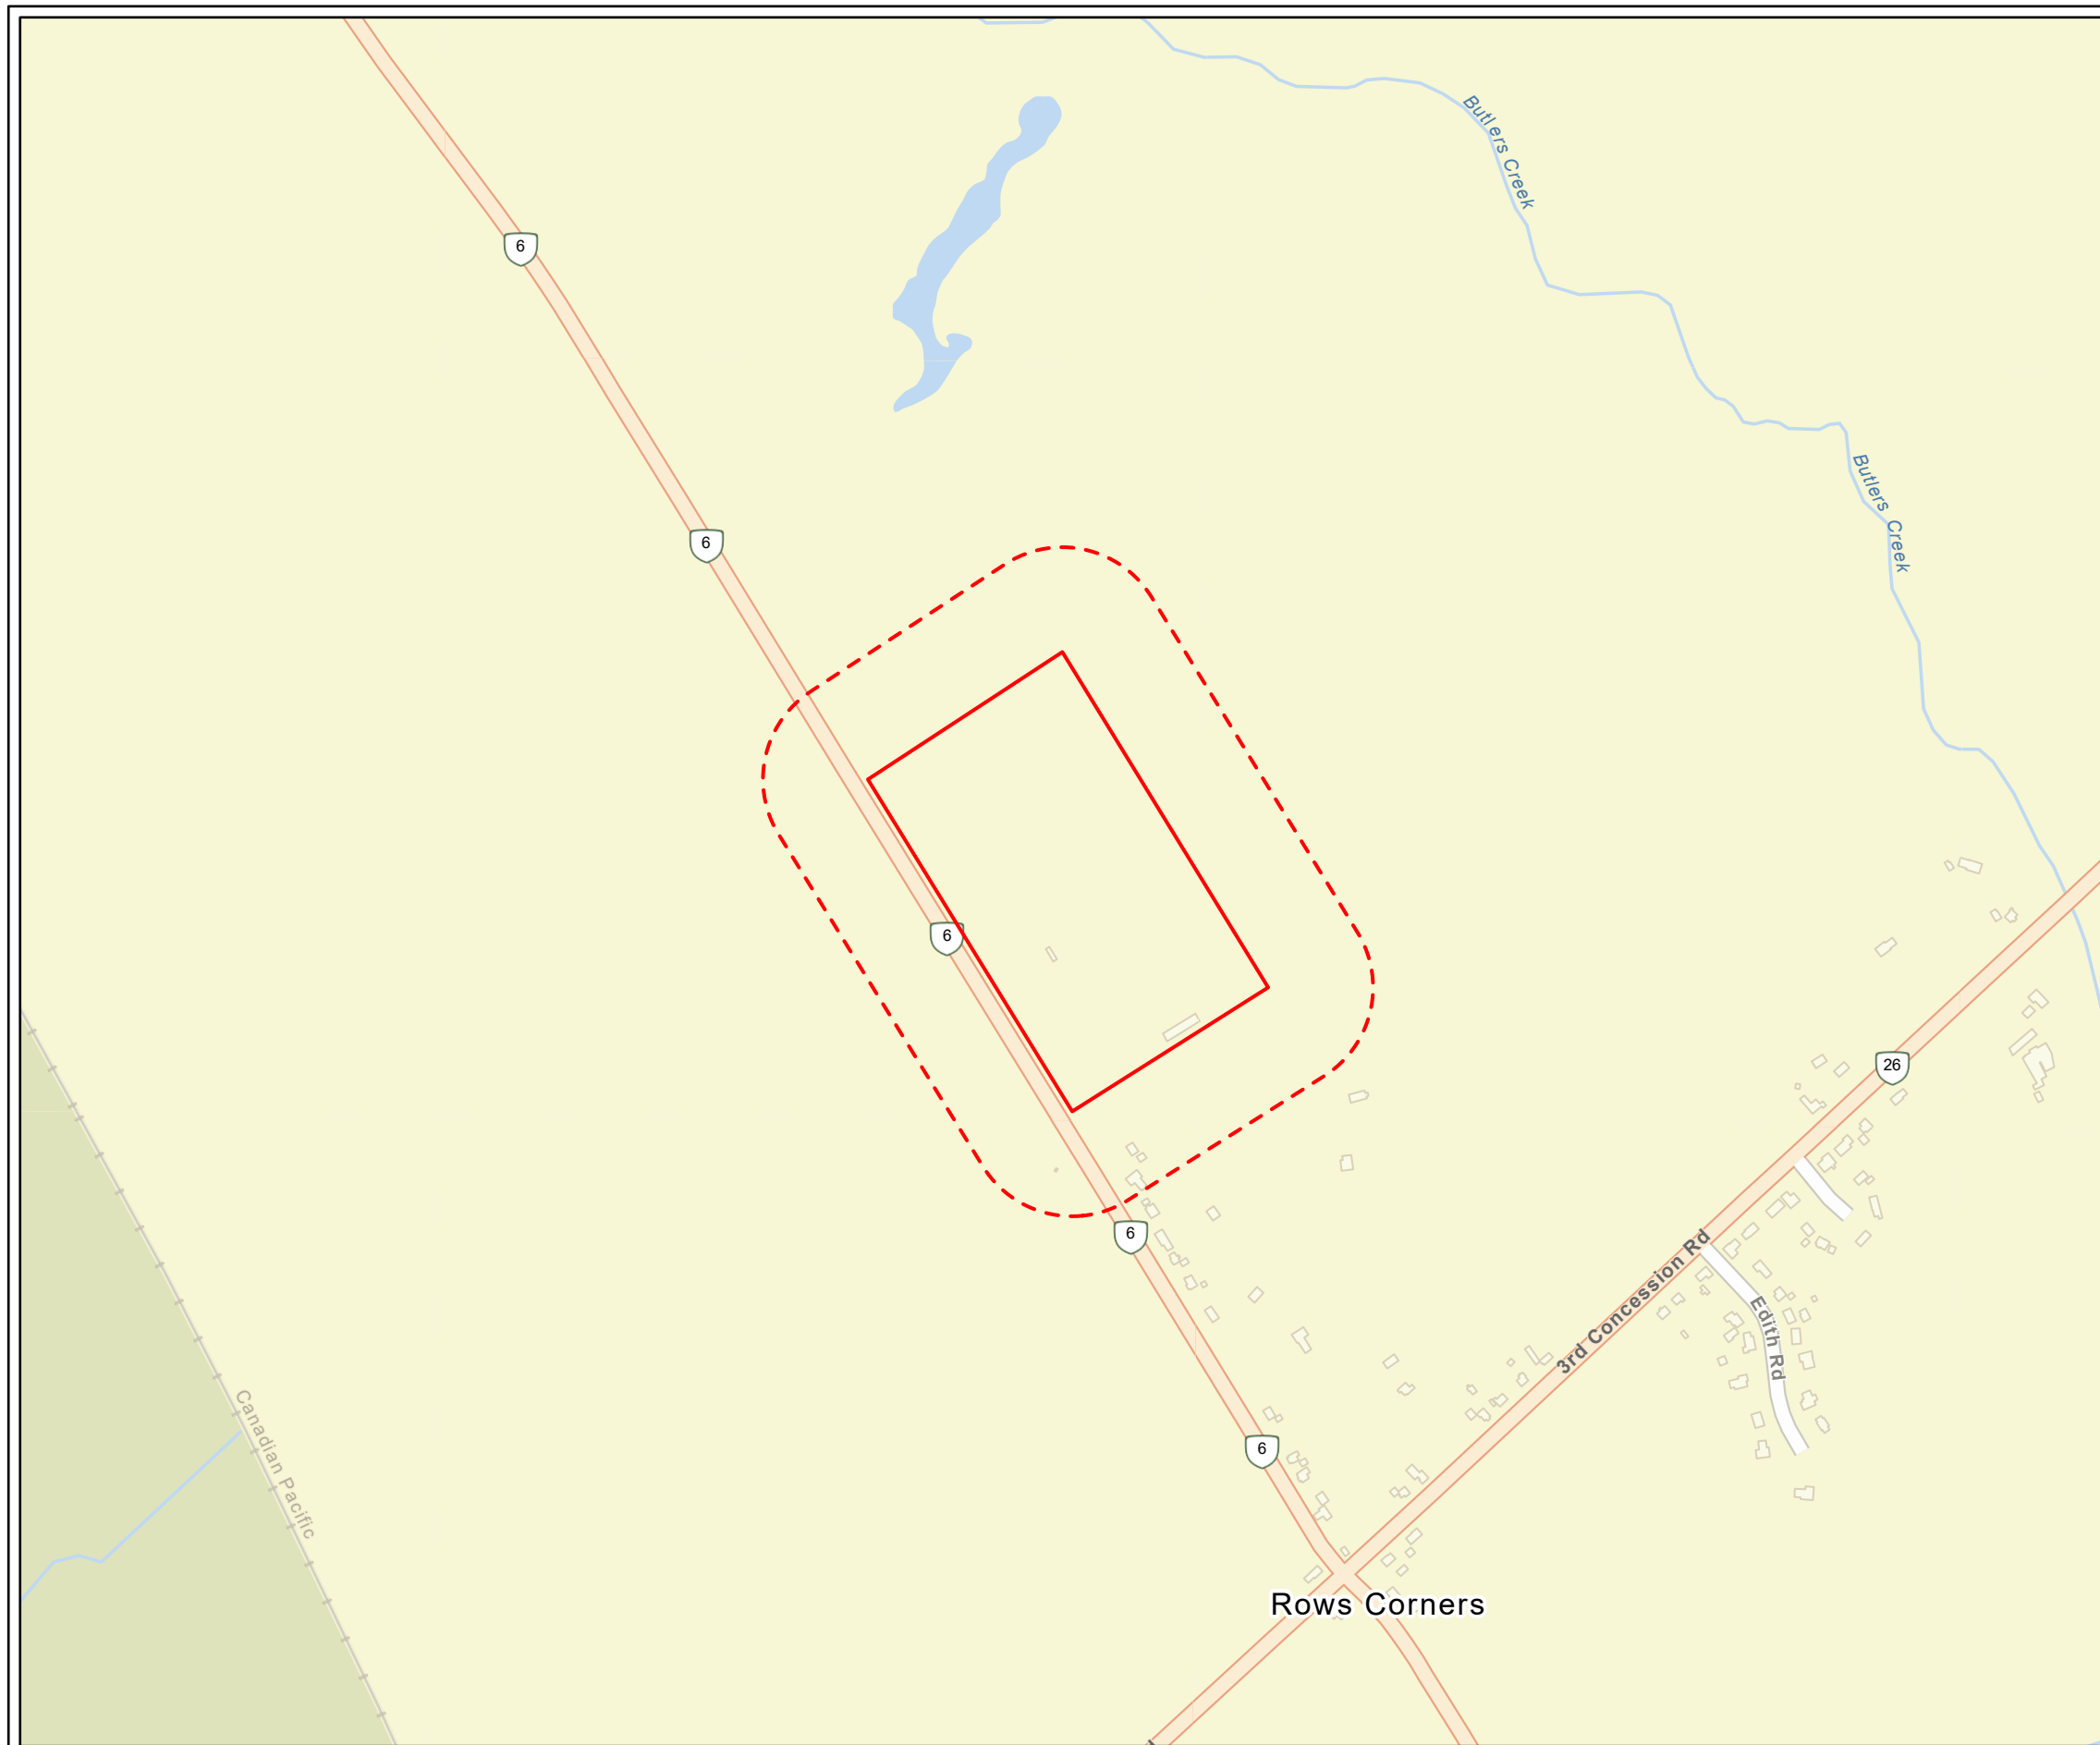 Butlers Creek
6
6
Butlers Creek
6
26
6
3rd Concession Rd
Edith Rd
Canadian Pacific
6
Rows Corners